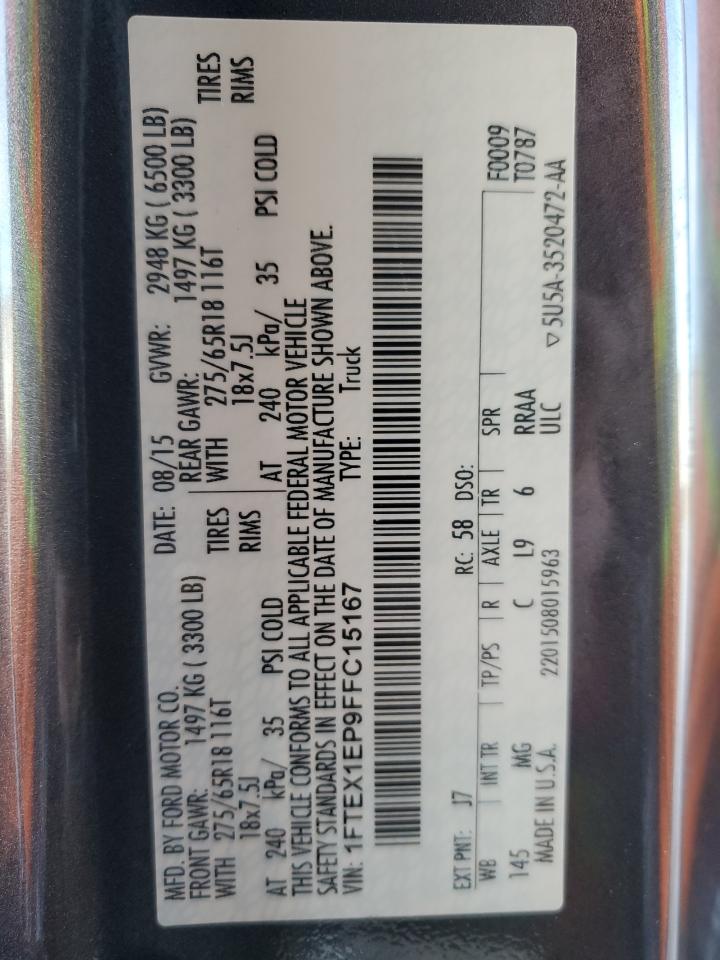 MFD. BY FORD MOTOR CO. DATE: 08/15 GVWR: 2948 KG ( 6500 LB)
FRONT GAWR: 1497 KG ( 3300 LB) REAR GAWR: 1497 KG ( 3300 LB)
WITH 275/65R18 116T TIRES WITH 275/65R18 116T TIRES
18x7.5J RIMS 18x7.5J RIMS
AT 240 kPa/ 35 PSI COLD AT 240 kPa/ 35 PSI COLD
THIS VEHICLE CONFORMS TO ALL APPLICABLE FEDERAL MOTOR VEHICLE
SAFETY STANDARDS IN EFFECT ON THE DATE OF MANUFACTURE SHOWN ABOVE.
VIN: 1FTEX1EP9FFC15167 TYPE: Truck
EXT PNT: J7 RC: 58 DSO:
WB INT TR TP/PS R AXLE TR SPR F0009
145 MG C L9 6 RRAA T0787
ULC
MADE IN U.S.A. 2201508015963 ▽ 5U5A-3520472-AA